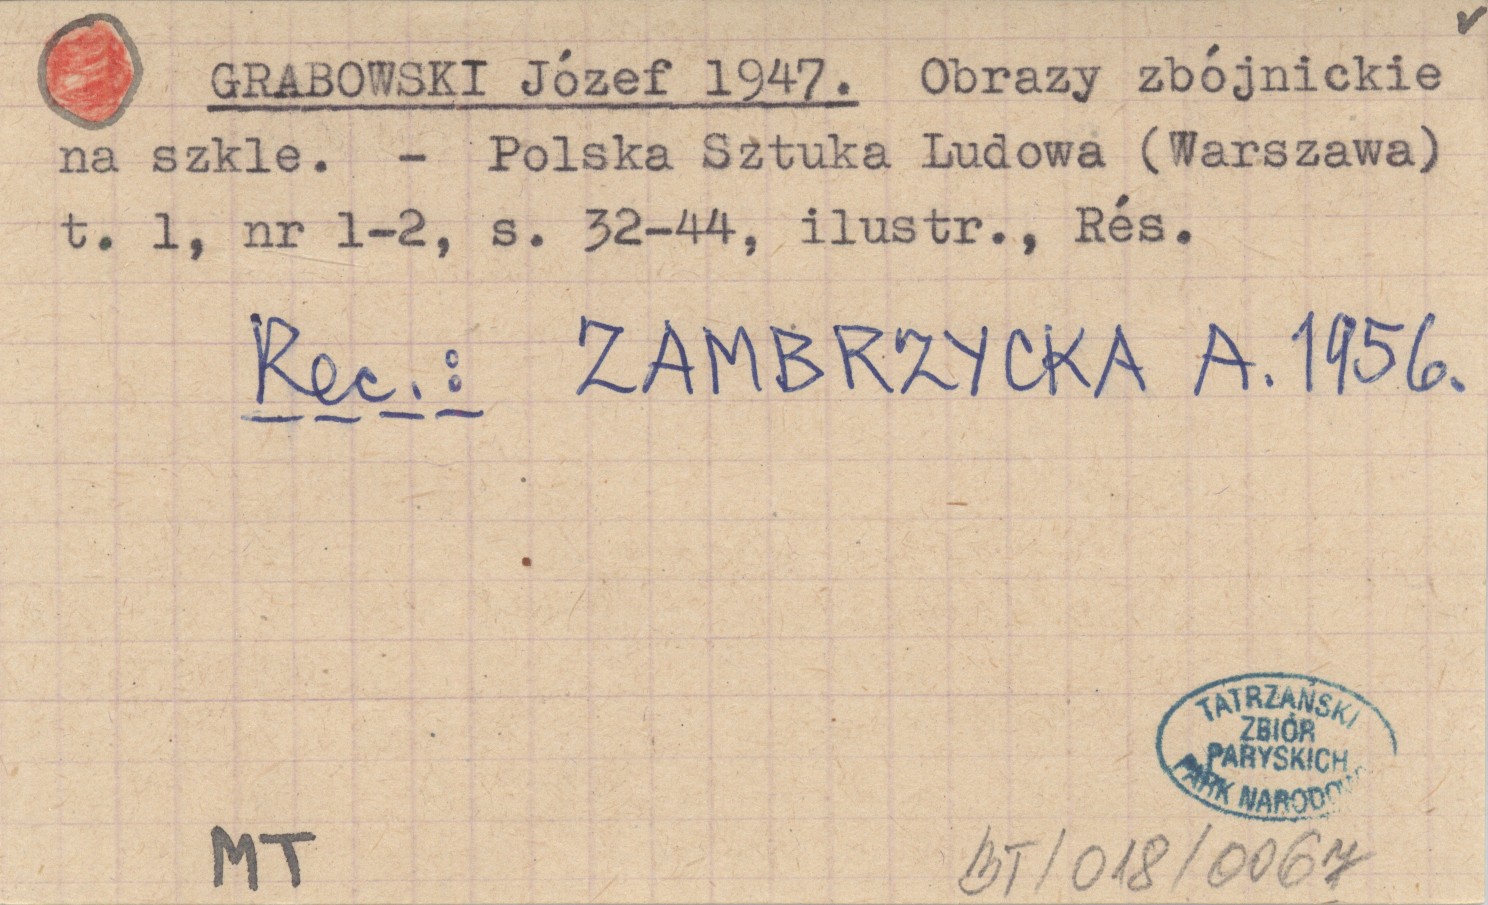 GRABOWSKI Józef 1947. Obrazy zbójnickie
na szkle. - Polska Sztuka Ludowa (Warszawa)
t. 1, nr 1-2, s. 32-44, ilustr., Rés.
Rec.: ZAMBRZYCKA A. 1956.
TATRZAŃSKI
ZBIÓR
PARYSKICH
PARK NARODOWY
MT
BT/018/0067